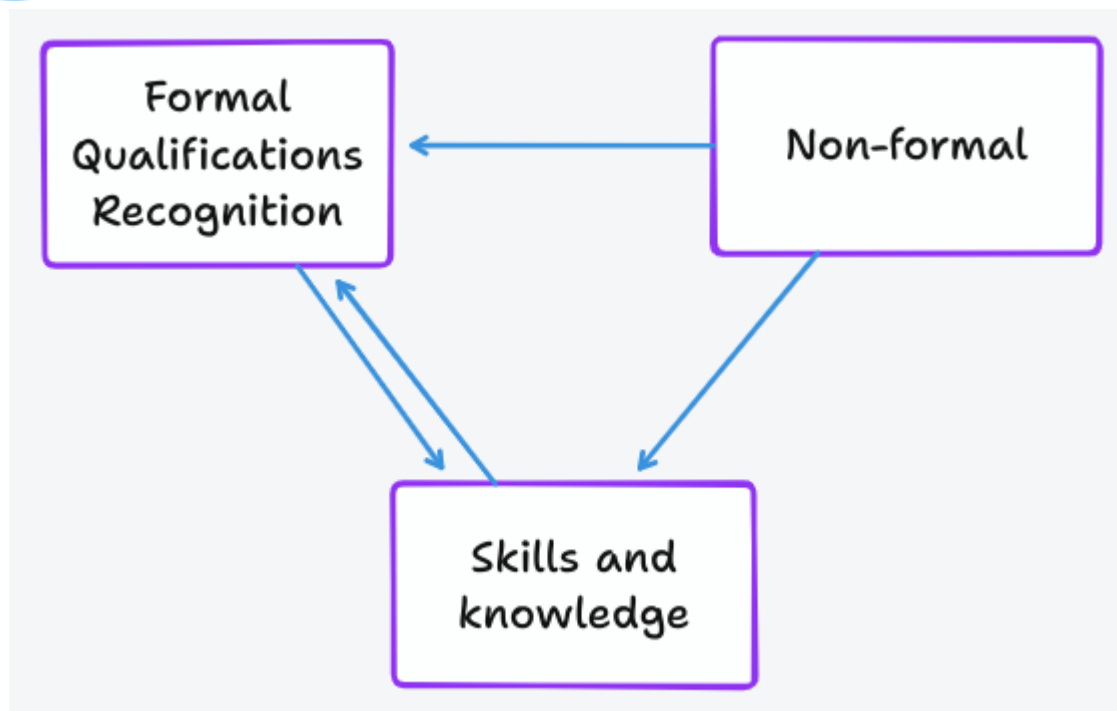 Formal
Qualifications
Recognition
Non-formal
Skills and
knowledge